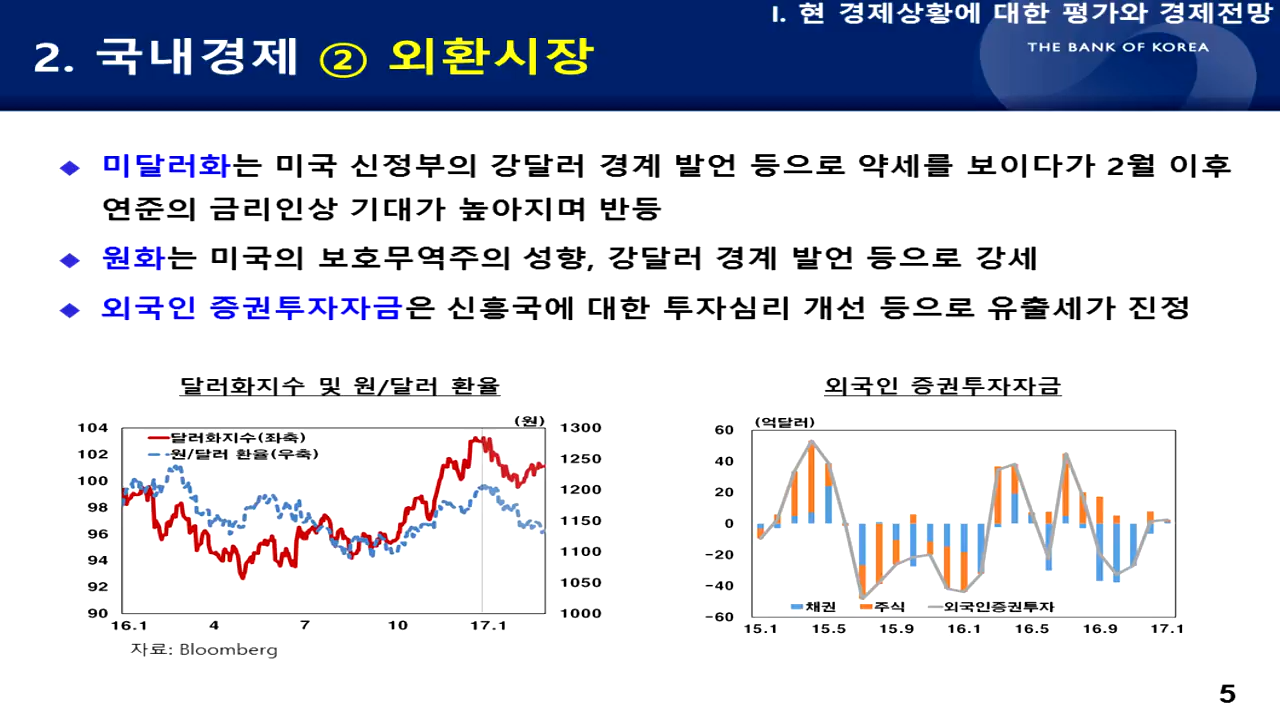 I. 현 경제상황에 대한 평가와 경제전망
THE BANK OF KOREA
2. 국내경제 ② 외환시장
◆ 미달러화는 미국 신정부의 강달러 경계 발언 등으로 약세를 보이다가 2월 이후
연준의 금리인상 기대가 높아지며 반등
◆ 원화는 미국의 보호무역주의 성향, 강달러 경계 발언 등으로 강세
◆ 외국인 증권투자자금은 신흥국에 대한 투자심리 개선 등으로 유출세가 진정
달러화지수 및 원/달러 환율
(원)
104
102
100
98
96
94
92
90
달러화지수(좌축)
원/달러 환율(우축)
1300
1250
1200
1150
1100
1050
1000
16.1 4 7 10 17.1
자료: Bloomberg
외국인 증권투자자금
(억달러)
60
40
20
0
-20
-40
-60
채권 주식 외국인증권투자
15.1 15.5 15.9 16.1 16.5 16.9 17.1
5